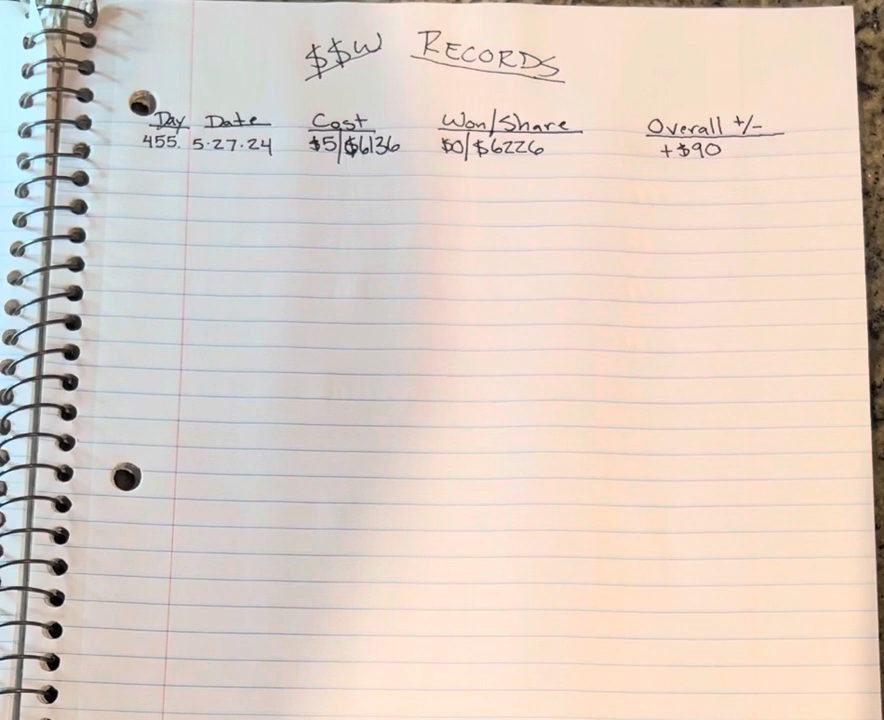 $$W RECORDS
Day Date Cost Won/Share Overall +/-
455. 5.27.24 $5/$6136 $0/$6226 +$90